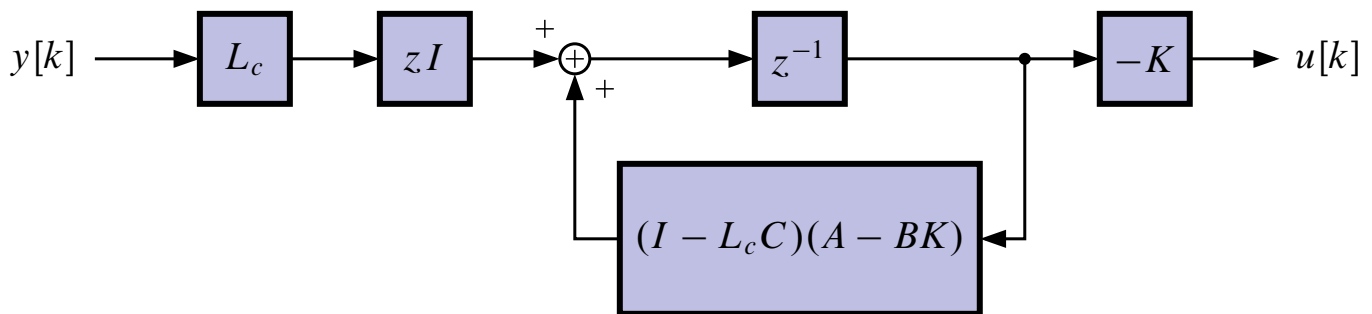 y[k] L_c zI + + z^{-1} -K u[k]
+
(I − L_cC)(A − BK)